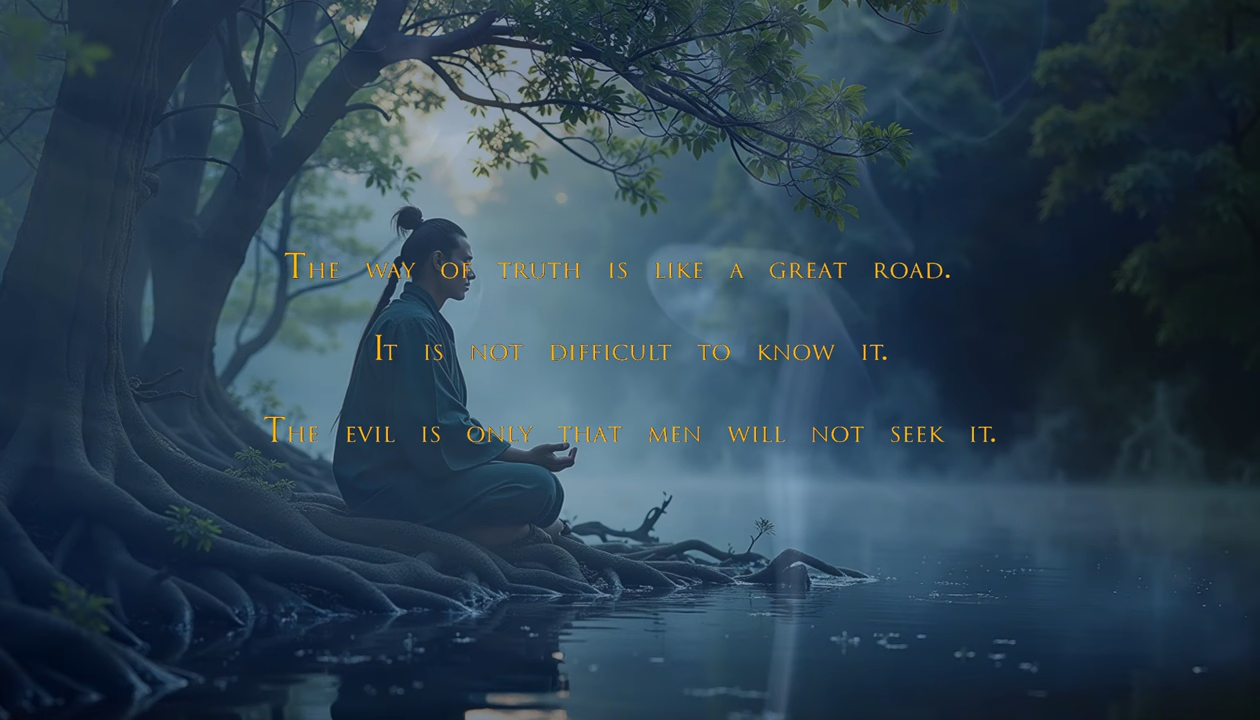 The way of truth is like a great road.
It is not difficult to know it.
The evil is only that men will not seek it.